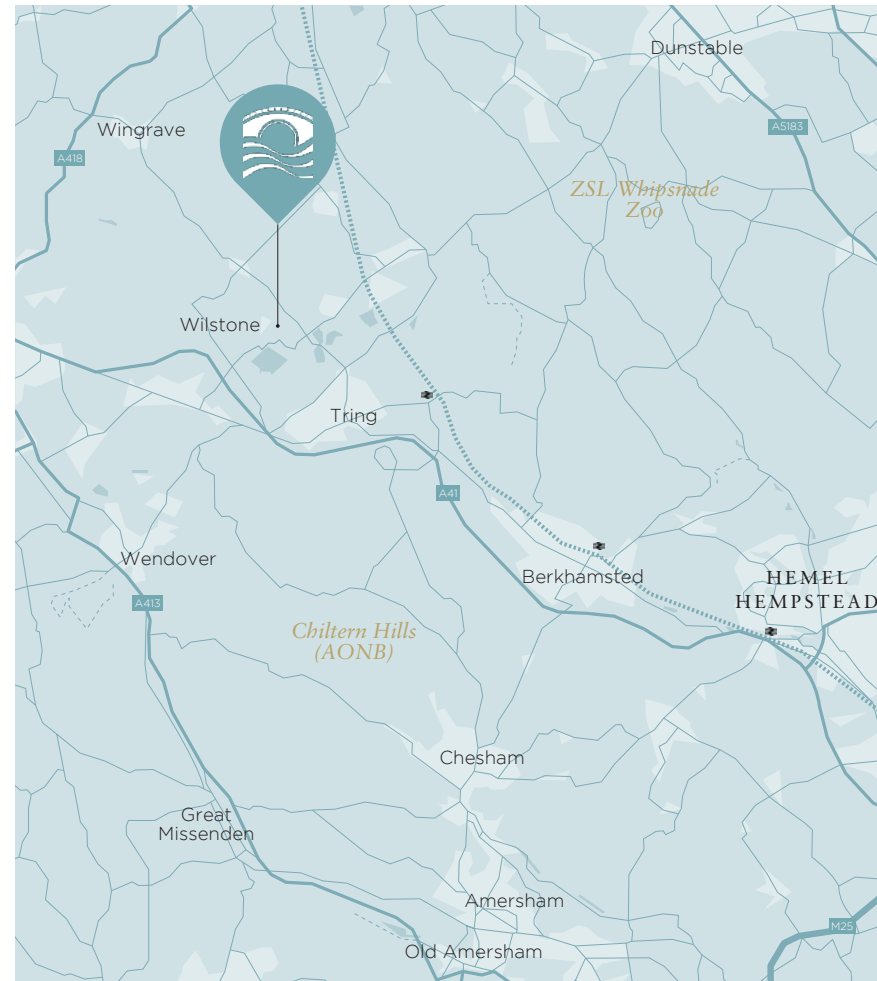 Dunstable
Wingrave
A5183
A418
ZSL Whipsnade
Zoo
Wilstone
Tring
A41
Wendover
Berkhamsted
HEMEL
HEMPSTEAD
A413
Chiltern Hills
(AONB)
Chesham
Great
Missenden
Amersham
M25
Old Amersham